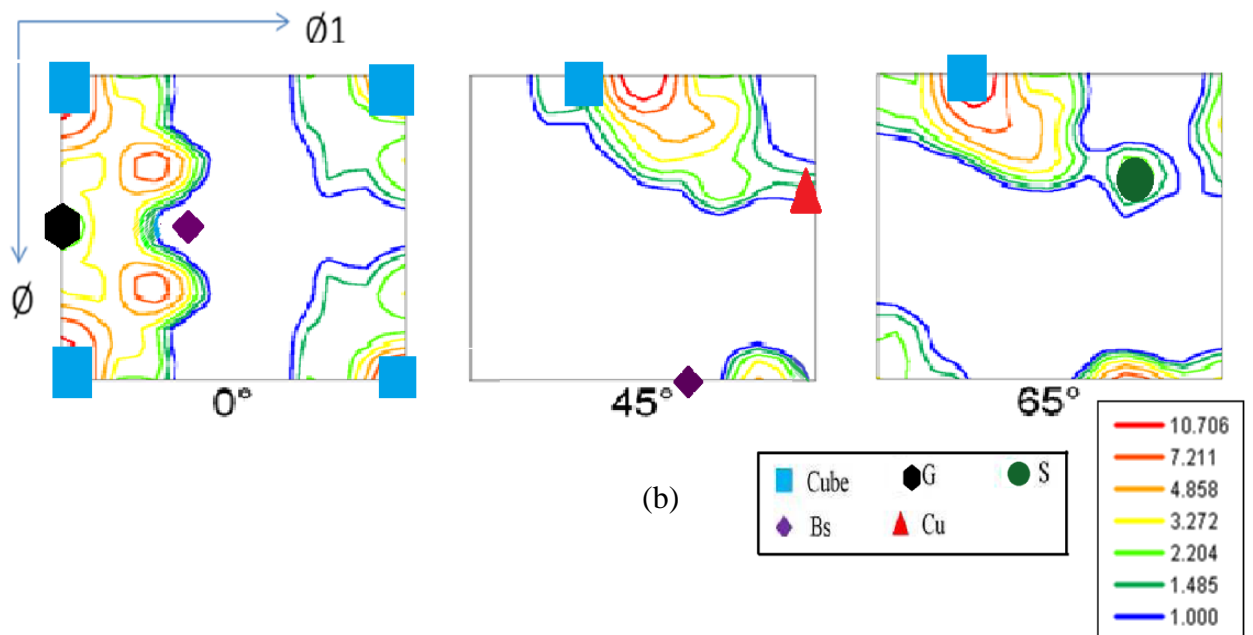 Ø1
Ø
0°
45°
65°
Cube
G
S
Bs
Cu
(b)
10.706
7.211
4.858
3.272
2.204
1.485
1.000